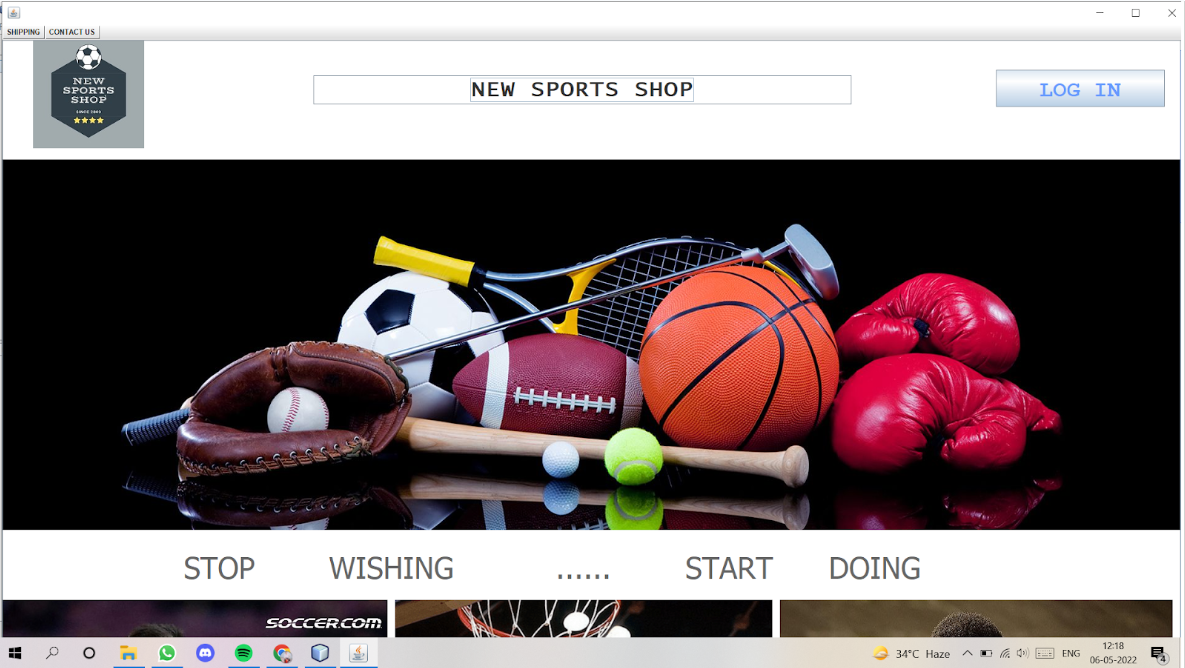 SHIPPING CONTACT US
NEW
SPORTS
SHOP
SINCE 2001
NEW SPORTS SHOP
LOG IN
STOP WISHING ...... START DOING
SOCCER.COM
34°C Haze
ENG
12:18
06-05-2022
4